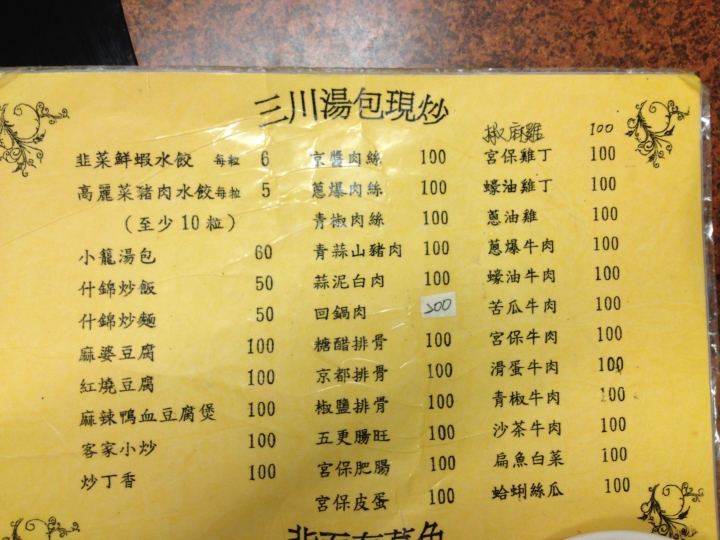 三川湯包現炒
韭菜鮮蝦水餃 每粒 6
高麗菜豬肉水餃每粒 5
(至少10粒)
小籠湯包 60
什錦炒飯 50
什錦炒麵 50
麻婆豆腐 100
紅燒豆腐 100
麻辣鴨血豆腐煲 100
客家小炒 100
炒丁香 100
京醬肉絲 100
蔥爆肉絲 100
青椒肉絲 100
青蒜山豬肉 100
蒜泥白肉 100
回鍋肉 200
糖醋排骨 100
京都排骨 100
椒鹽排骨 100
五更腸旺 100
宮保肥腸 100
宮保皮蛋 100
椒麻雞 100
宮保雞丁 100
蠔油雞丁 100
蔥油雞 100
蔥爆牛肉 100
蠔油牛肉 100
苦瓜牛肉 100
宮保牛肉 100
滑蛋牛肉 100
青椒牛肉 100
沙茶牛肉 100
扁魚白菜 100
蛤蜊絲瓜 100